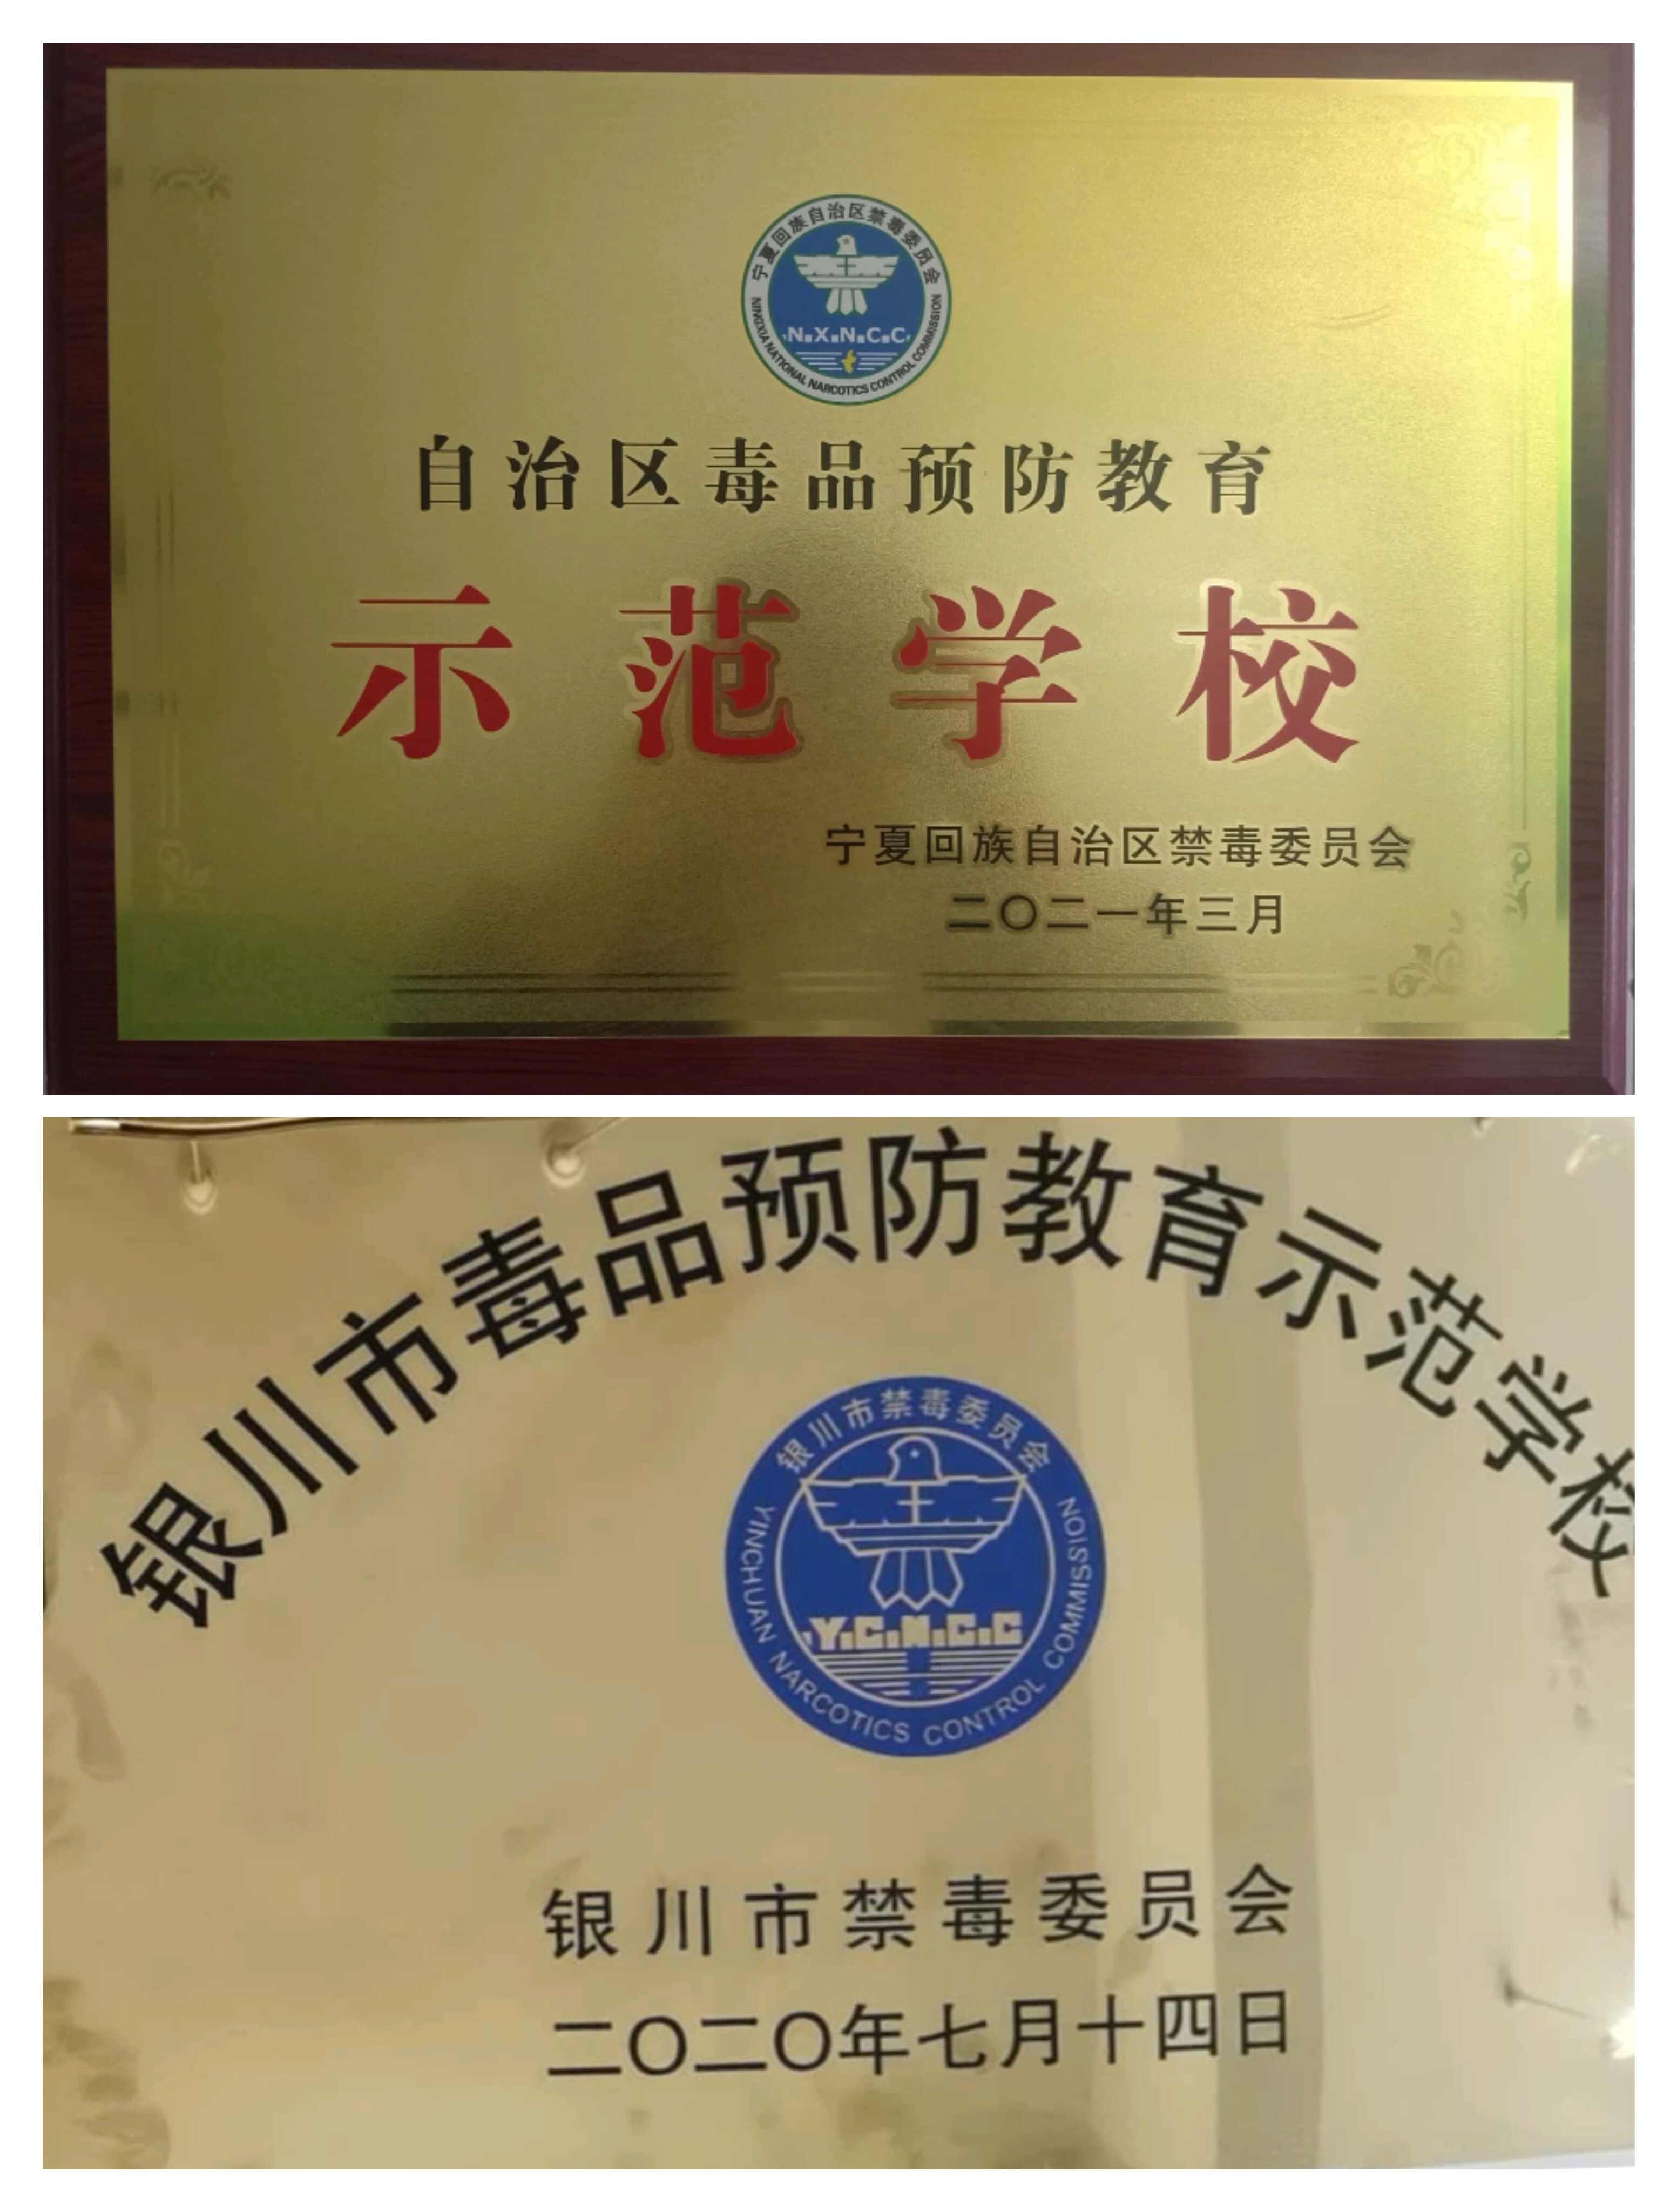 宁夏回族自治区禁毒委员会
N.X.N.C.C.
NINGXIA NATIONAL NARCOTICS CONTROL COMMISSION
自治区毒品预防教育
示范学校
宁夏回族自治区禁毒委员会
二〇二一年三月
银川市毒品预防教育示范学校
银川市禁毒委员会
Y.C.N.C.C
YINCHUAN NARCOTICS CONTROL COMMISSION
银川市禁毒委员会
二〇二〇年七月十四日